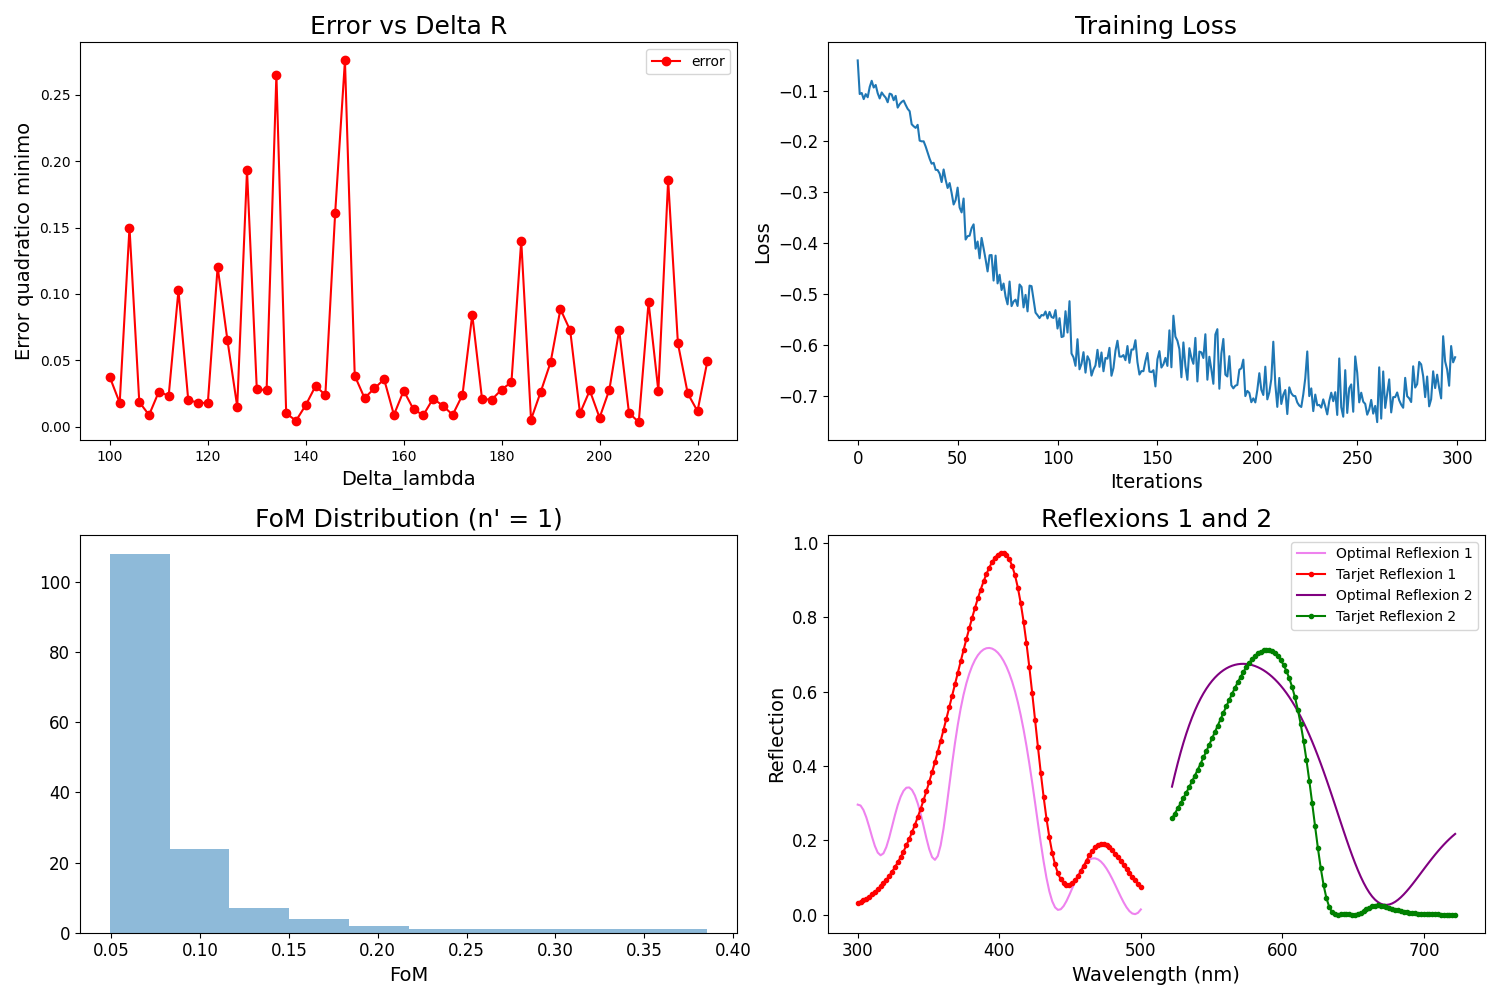 Error vs Delta R
error
Error quadratico minimo
0.25
0.20
0.15
0.10
0.05
0.00
100 120 140 160 180 200 220
Delta_lambda
Training Loss
Loss
−0.1
−0.2
−0.3
−0.4
−0.5
−0.6
−0.7
0 50 100 150 200 250 300
Iterations
FoM Distribution (n' = 1)
100
80
60
40
20
0
0.05 0.10 0.15 0.20 0.25 0.30 0.35 0.40
FoM
Reflexions 1 and 2
Optimal Reflexion 1
Tarjet Reflexion 1
Optimal Reflexion 2
Tarjet Reflexion 2
Reflection
1.0
0.8
0.6
0.4
0.2
0.0
300 400 500 600 700
Wavelength (nm)